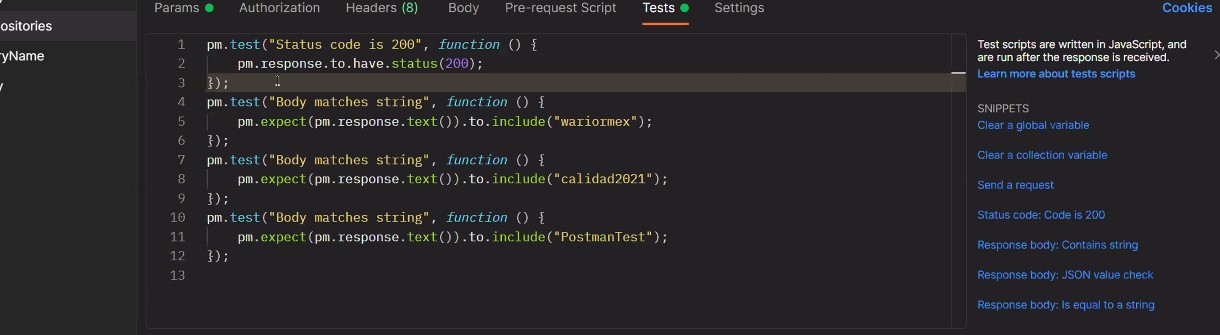 Params Authorization Headers (8) Body Pre-request Script Tests Settings Cookies
ositories
ryName
y
1 pm.test("Status code is 200", function () {
2 pm.response.to.have.status(200);
3 });
4 pm.test("Body matches string", function () {
5 pm.expect(pm.response.text()).to.include("wariormex");
6 });
7 pm.test("Body matches string", function () {
8 pm.expect(pm.response.text()).to.include("calidad2021");
9 });
10 pm.test("Body matches string", function () {
11 pm.expect(pm.response.text()).to.include("PostmanTest");
12 });
13
Test scripts are written in JavaScript, and
are run after the response is received.
Learn more about tests scripts
SNIPPETS
Clear a global variable
Clear a collection variable
Send a request
Status code: Code is 200
Response body: Contains string
Response body: JSON value check
Response body: Is equal to a string